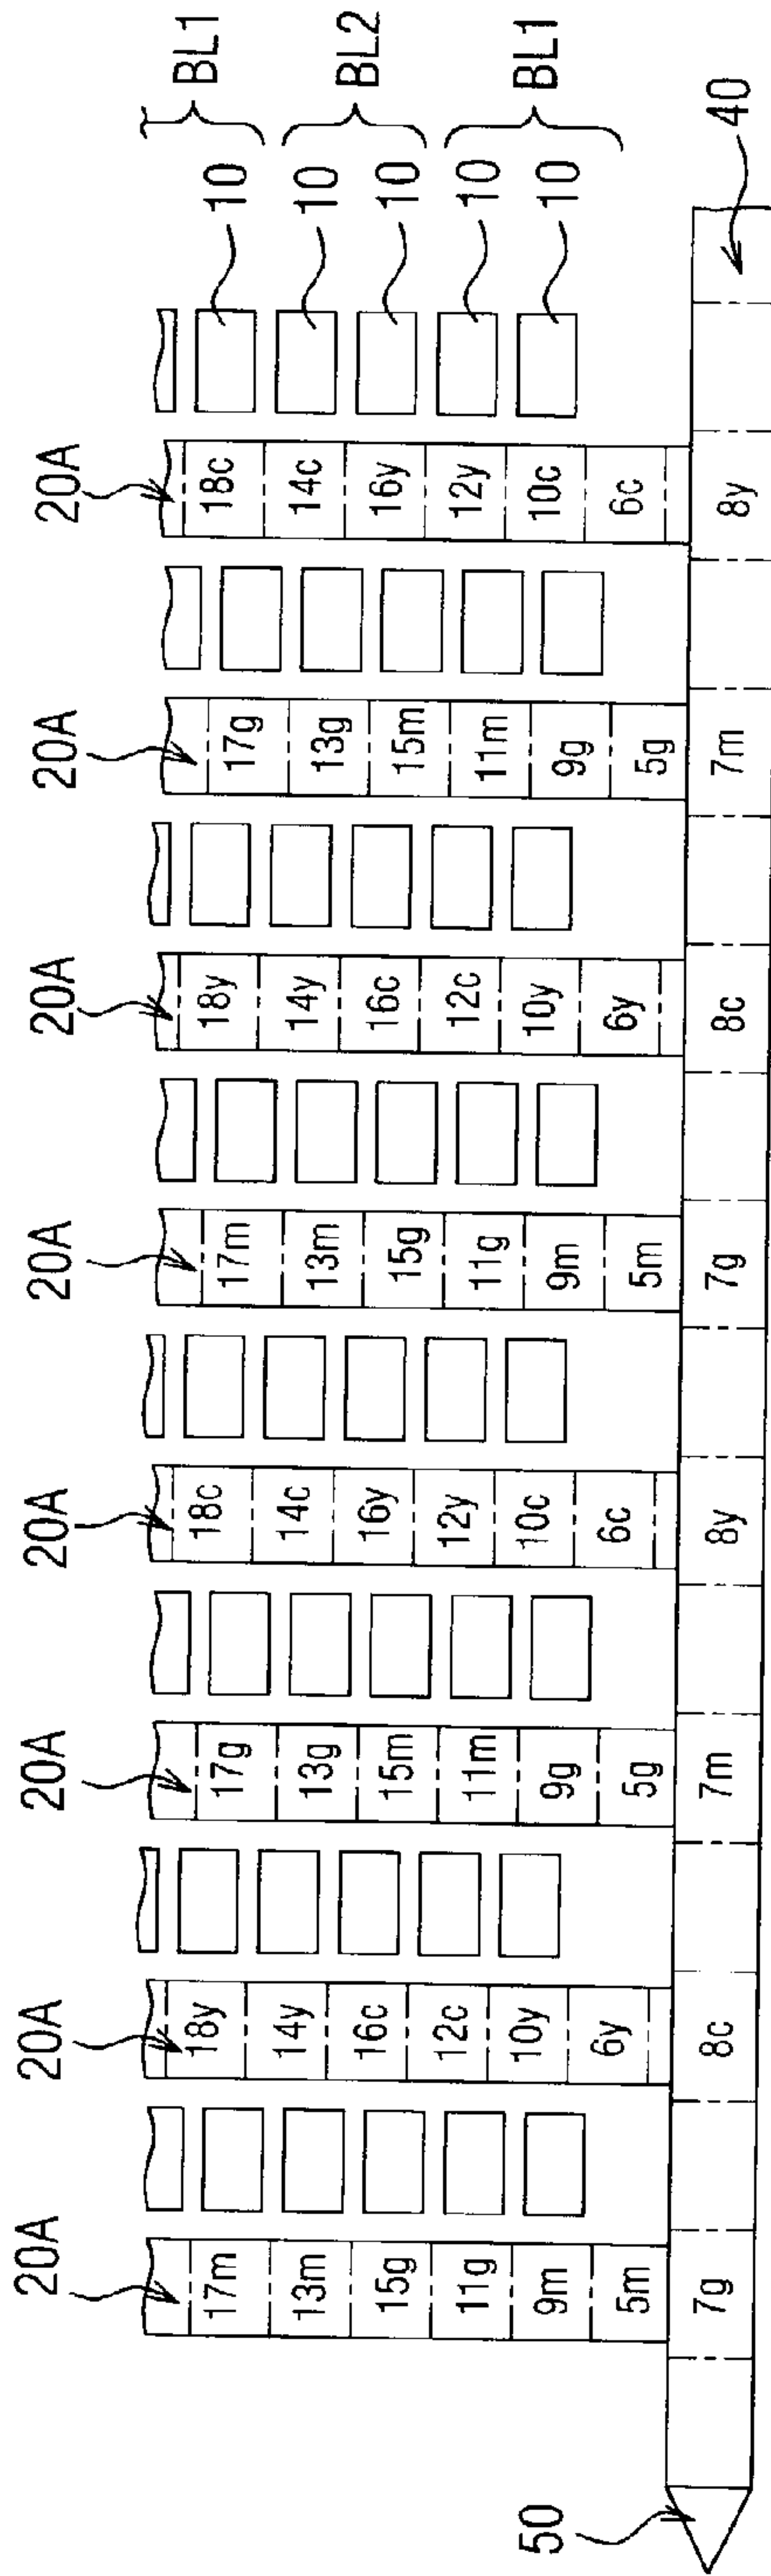 20A 20A 20A 20A 20A 20A 20A 20A
17m 18y 17g 18c 17m 18y 17g 18c 10 BL1
13m 14y 13g 14c 13m 14y 13g 14c 10 BL2
15g 16c 15m 16y 15g 16c 15m 16y 10
11g 12c 11m 12y 11g 12c 11m 12y 10 BL1
9m 10y 9g 10c 9m 10y 9g 10c 10
5m 6y 5g 6c 5m 6y 5g 6c
50 40
7g 8c 7m 8y 7g 8c 7m 8y